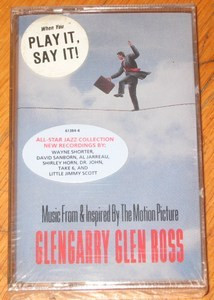 When You
PLAY IT,
SAY IT!
61384-4
ALL-STAR JAZZ COLLECTION
NEW RECORDINGS BY:
WAYNE SHORTER,
DAVID SANBORN, AL JARREAU,
SHIRLEY HORN, DR. JOHN,
TAKE 6, AND
LITTLE JIMMY SCOTT
Music From & Inspired By The Motion Picture
GLENGARRY GLEN ROSS